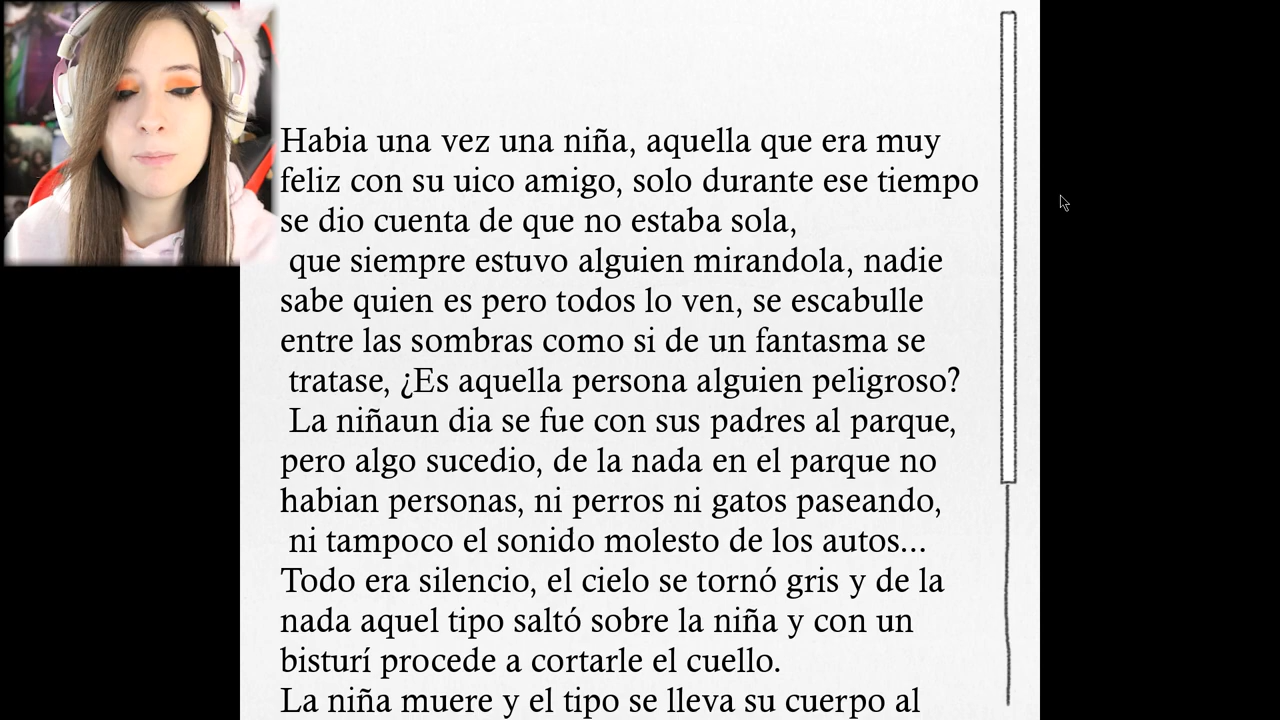 Habia una vez una niña, aquella que era muy
feliz con su uico amigo, solo durante ese tiempo
se dio cuenta de que no estaba sola,
que siempre estuvo alguien mirandola, nadie
sabe quien es pero todos lo ven, se escabulle
entre las sombras como si de un fantasma se
tratase, ¿Es aquella persona alguien peligroso?
La niñaun dia se fue con sus padres al parque,
pero algo sucedio, de la nada en el parque no
habian personas, ni perros ni gatos paseando,
ni tampoco el sonido molesto de los autos...
Todo era silencio, el cielo se tornó gris y de la
nada aquel tipo saltó sobre la niña y con un
bisturí procede a cortarle el cuello.
La niña muere y el tipo se lleva su cuerpo al